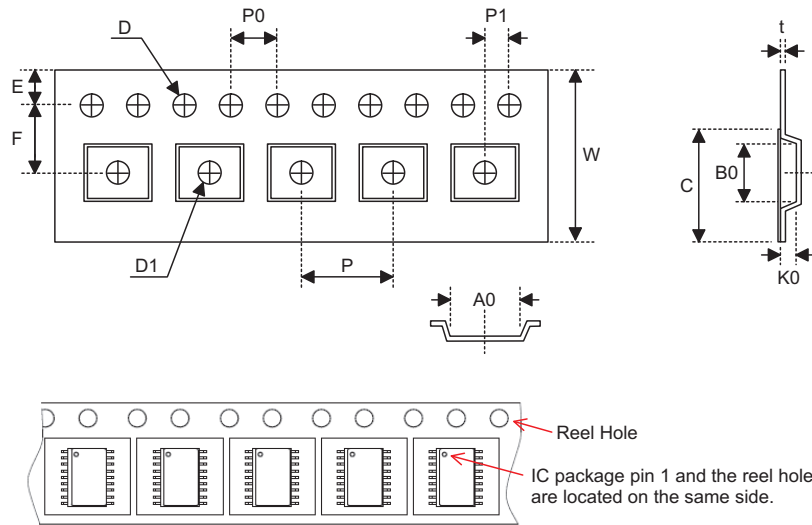 D
P0
P1
t
E
F
W
C
B0
D1
P
K0
A0
Reel Hole
IC package pin 1 and the reel hole
are located on the same side.